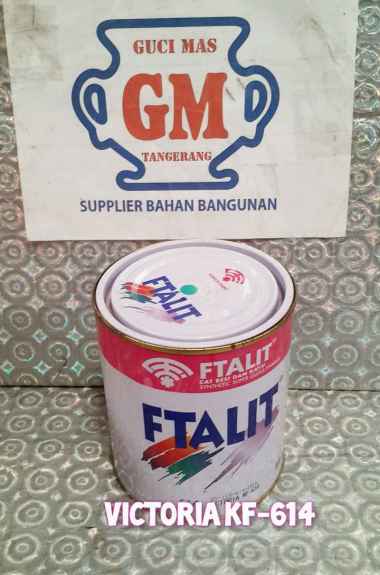 GUCI MAS
GM
TANGERANG
SUPPLIER BAHAN BANGUNAN
FTALIT
FTALIT
CAT BESI DAN KAYU
FTALIT
VICTORIA KF-614